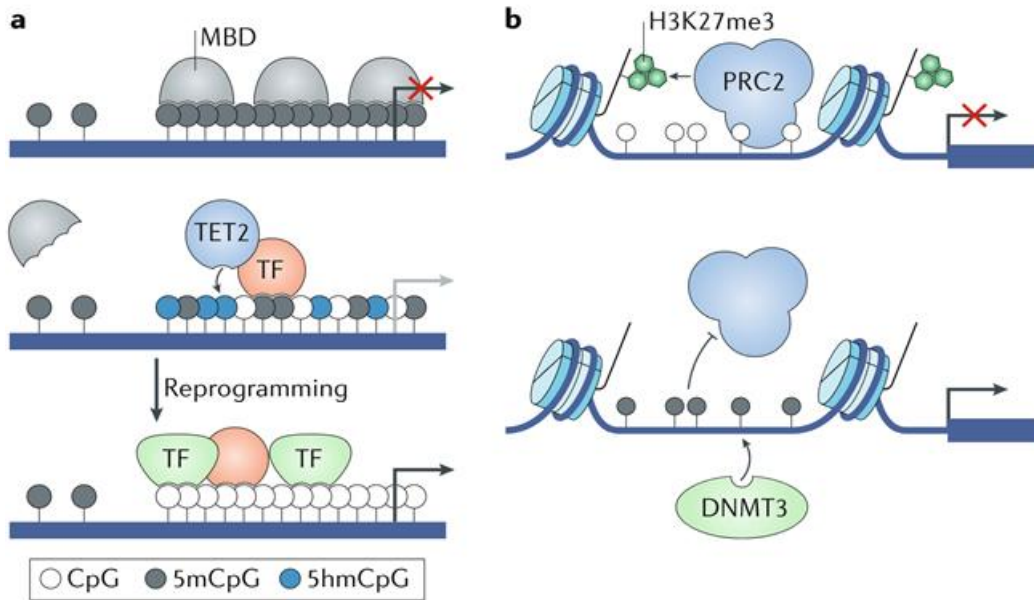 a
MBD
TET2
TF
Reprogramming
TF
TF
CpG
5mCpG
5hmCpG
b
H3K27me3
PRC2
DNMT3